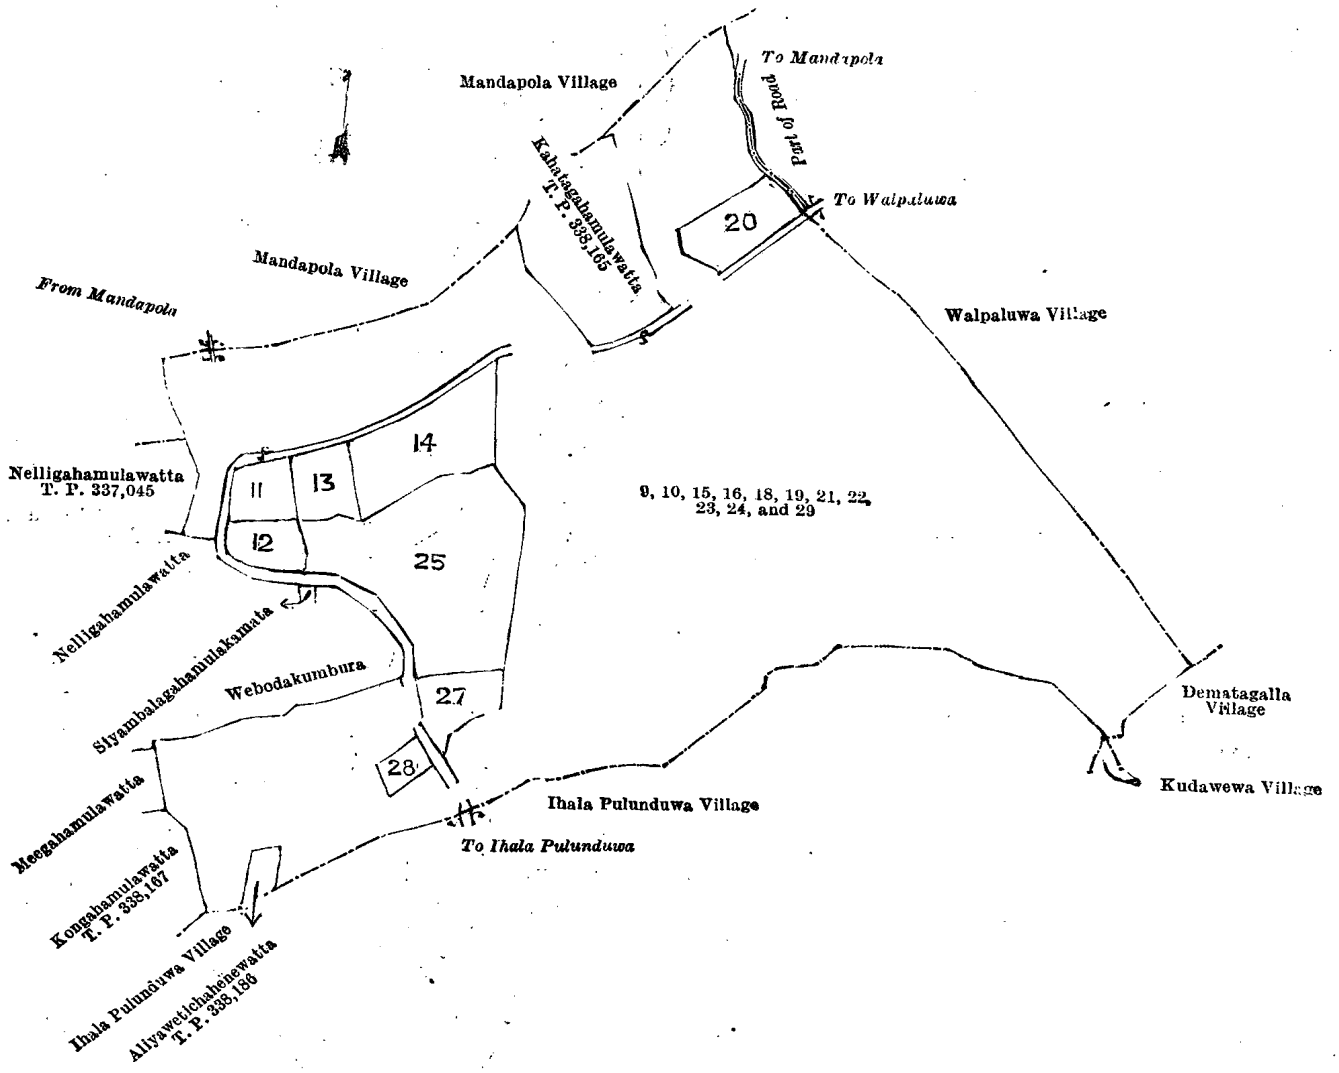 To Mandapola
Mandapola Village
Part of Road
Kahatagahamulawatta
T. P. 338,165
To Walpaluwa
20
Mandapola Village
From Mandapola
Walpaluwa Village
14
Nelligahamulawatta
T. P. 337,045
11
13
9, 10, 15, 16, 18, 19, 21, 22,
23, 24, and 29
12
25
Nelligahamulawatta
Siyambalagahamulakamata
Webodakumbura
27
Dematagalla
Village
28
Meegahamulawatta
Kudawewa Village
Ihala Pulunduwa Village
To Ihala Pulunduwa
Kongahamulawatta
T. P. 338,167
Ihala Pulunduwa Village
Aliyawetichahenewatta
T. P. 338,186